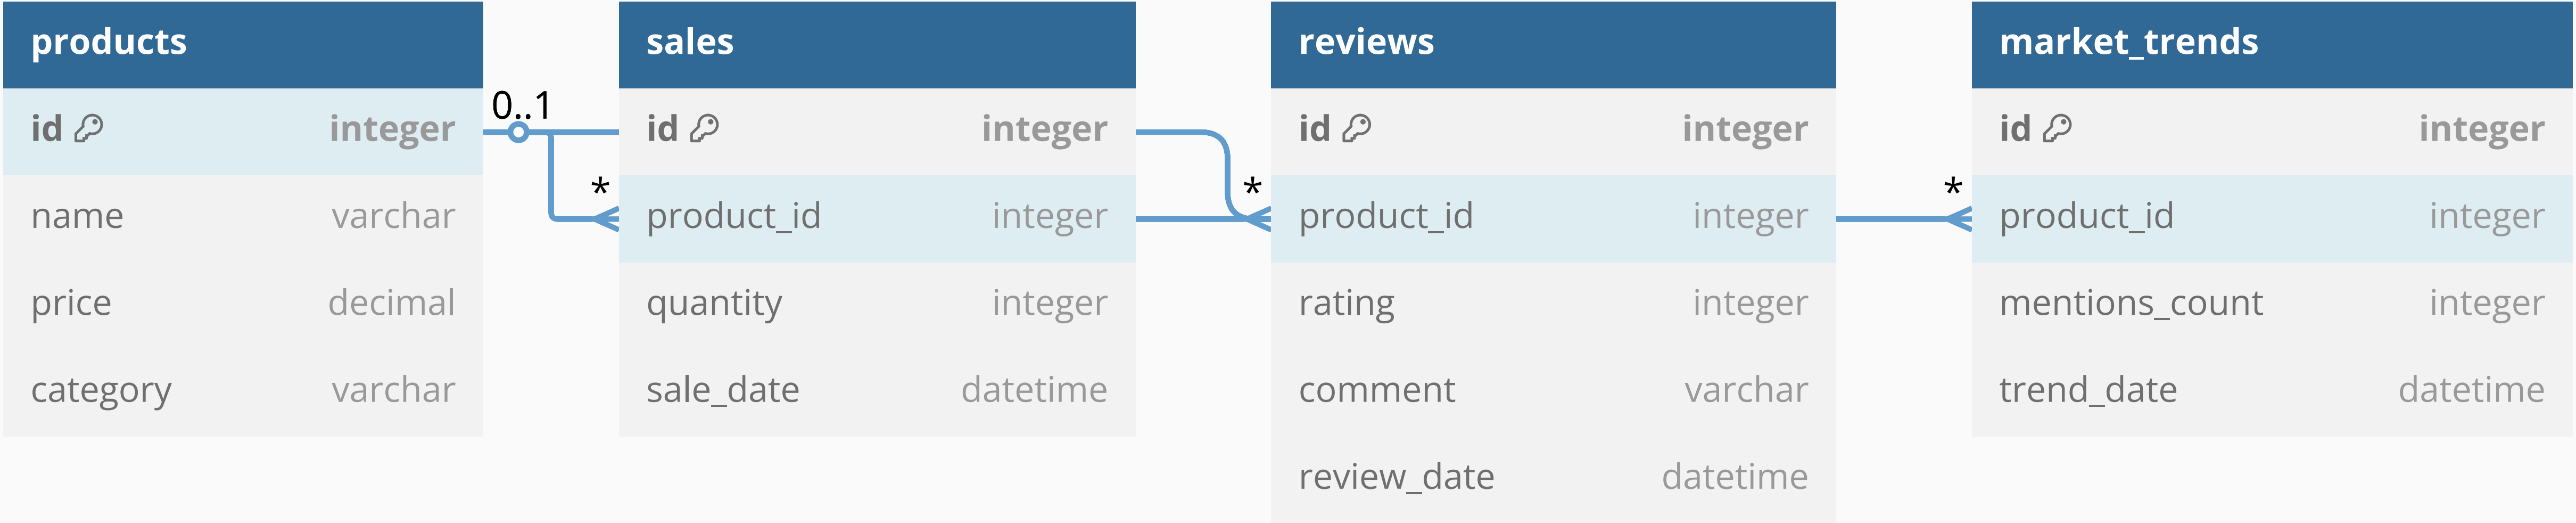 products
id integer
name varchar
price decimal
category varchar
0..1
*
sales
id integer
product_id integer
quantity integer
sale_date datetime
*
reviews
id integer
product_id integer
rating integer
comment varchar
review_date datetime
*
market_trends
id integer
product_id integer
mentions_count integer
trend_date datetime